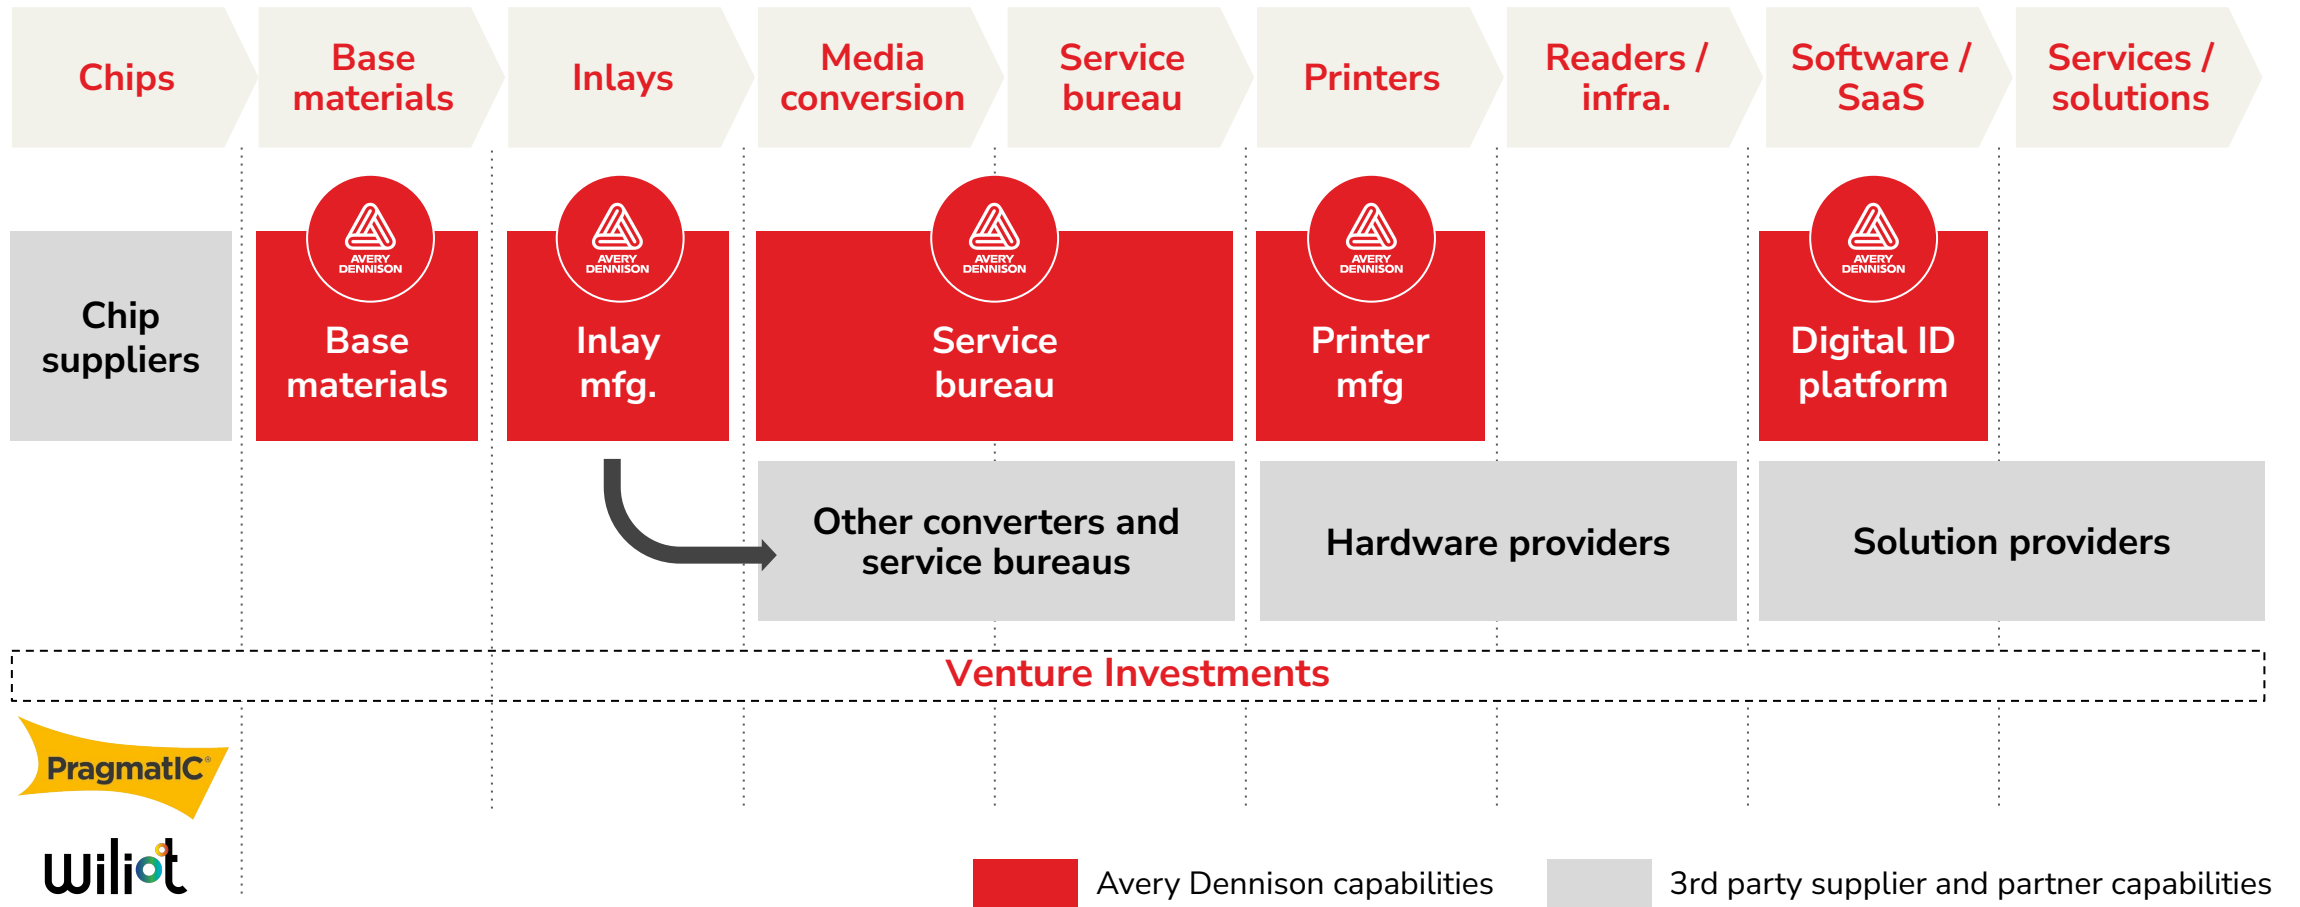 Chips
Base
materials
Inlays
Media
conversion
Service
bureau
Printers
Readers /
infra.
Software /
SaaS
Services /
solutions
Chip
suppliers
AVERY
DENNISON
Base
materials
AVERY
DENNISON
Inlay
mfg.
AVERY
DENNISON
Service
bureau
AVERY
DENNISON
Printer
mfg
AVERY
DENNISON
Digital ID
platform
Other converters and
service bureaus
Hardware providers
Solution providers
Venture Investments
PragmatIC®
wiliot
Avery Dennison capabilities
3rd party supplier and partner capabilities